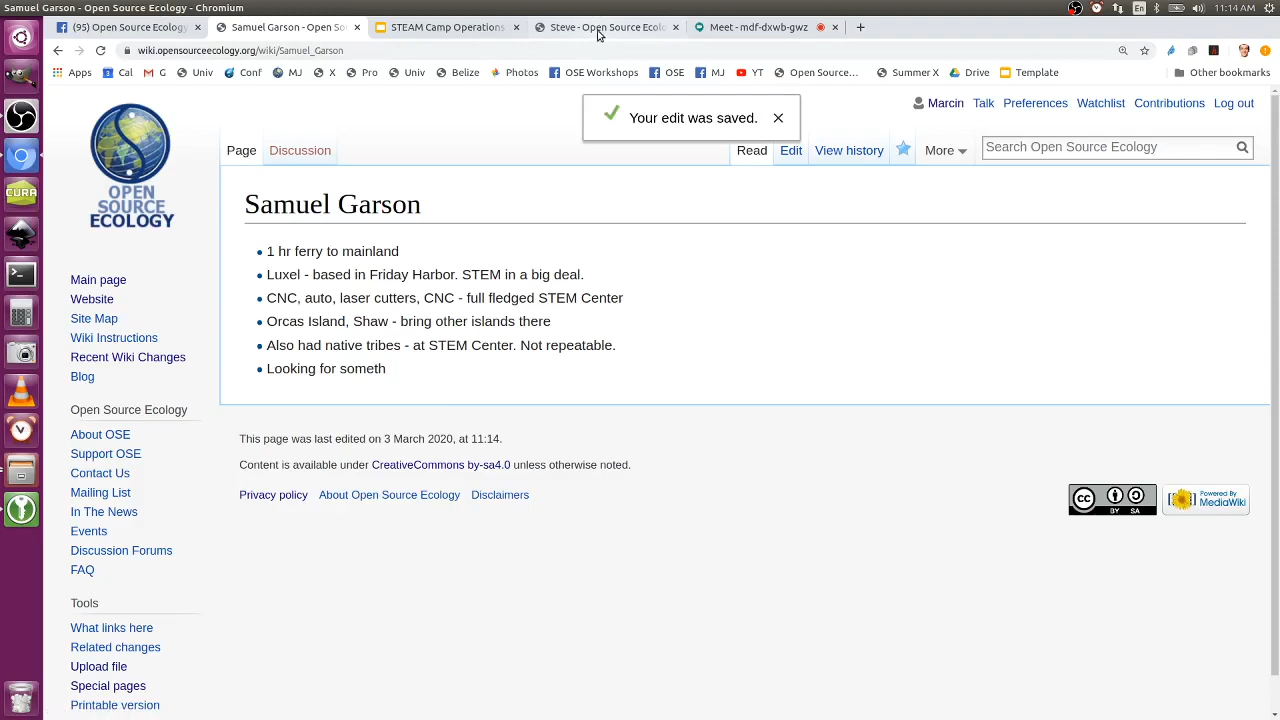 Samuel Garson - Open Source Ecology - Chromium
En
11:14 AM
(95) Open Source Ecology
Samuel Garson - Open So
STEAM Camp Operations
Steve - Open Source Ecolo
Meet - mdf-dxwb-gwz
wiki.opensourceecology.org/wiki/Samuel_Garson
Apps
Cal
G
Univ
Conf
MJ
X
Pro
Univ
Belize
Photos
OSE Workshops
OSE
MJ
YT
Open Source…
Summer X
Drive
Template
Other bookmarks
Marcin
Talk
Preferences
Watchlist
Contributions
Log out
Your edit was saved.
Page
Discussion
Read
Edit
View history
More
Search Open Source Ecology
OPEN
SOURCE
ECOLOGY
CURA
Samuel Garson
1 hr ferry to mainland
Luxel - based in Friday Harbor. STEM in a big deal.
CNC, auto, laser cutters, CNC - full fledged STEM Center
Orcas Island, Shaw - bring other islands there
Also had native tribes - at STEM Center. Not repeatable.
Looking for someth
Main page
Website
Site Map
Wiki Instructions
Recent Wiki Changes
Blog
Open Source Ecology
About OSE
Support OSE
Contact Us
Mailing List
In The News
Events
Discussion Forums
FAQ
Tools
What links here
Related changes
Upload file
Special pages
Printable version
This page was last edited on 3 March 2020, at 11:14.
Content is available under CreativeCommons by-sa4.0 unless otherwise noted.
Privacy policy
About Open Source Ecology
Disclaimers
cc
BY SA
Powered By
MediaWiki